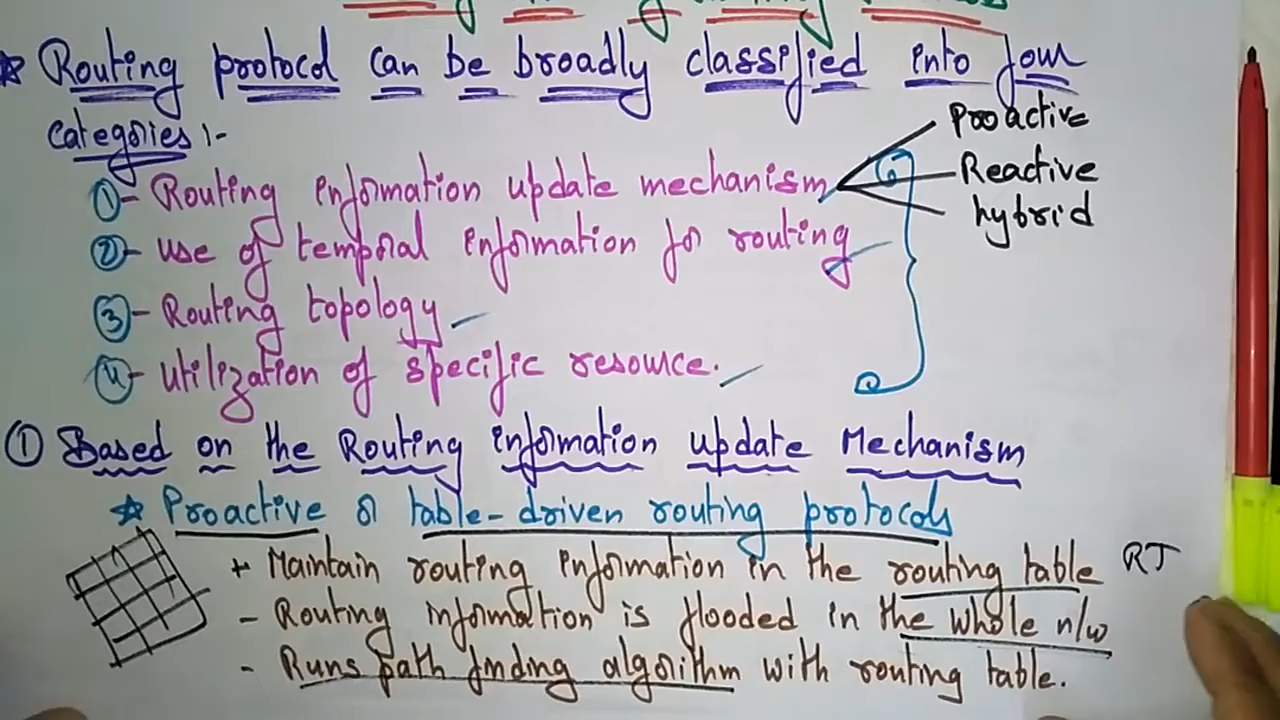 * Routing protocol can be broadly classified into four
categories :-
Proactive
① - Routing information update mechanism
Reactive
hybrid
② - use of temporal information for routing
③ - Routing topology
④ - utilization of specific resource.
① Based on the Routing information update Mechanism
* Proactive or table-driven routing protocols
+ Maintain routing information in the routing table RT
- Routing information is flooded in the whole n/w
- Runs path finding algorithm with routing table.